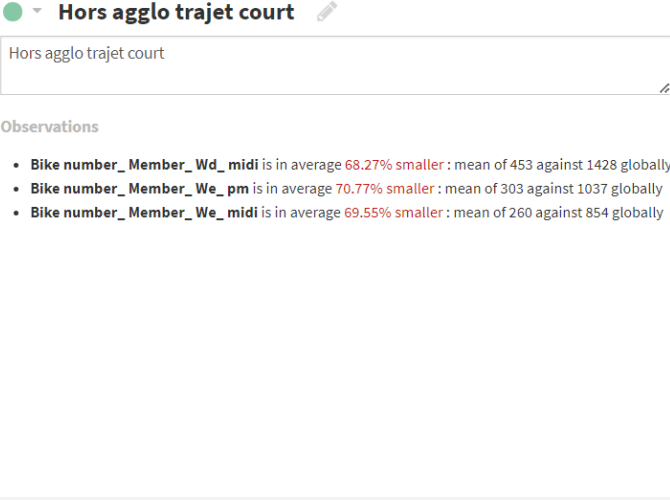 Hors agglo trajet court
Hors agglo trajet court
Observations
• Bike number_ Member_ Wd_ midi is in average 68.27% smaller : mean of 453 against 1428 globally
• Bike number_ Member_ We_ pm is in average 70.77% smaller : mean of 303 against 1037 globally
• Bike number_ Member_ We_ midi is in average 69.55% smaller : mean of 260 against 854 globally